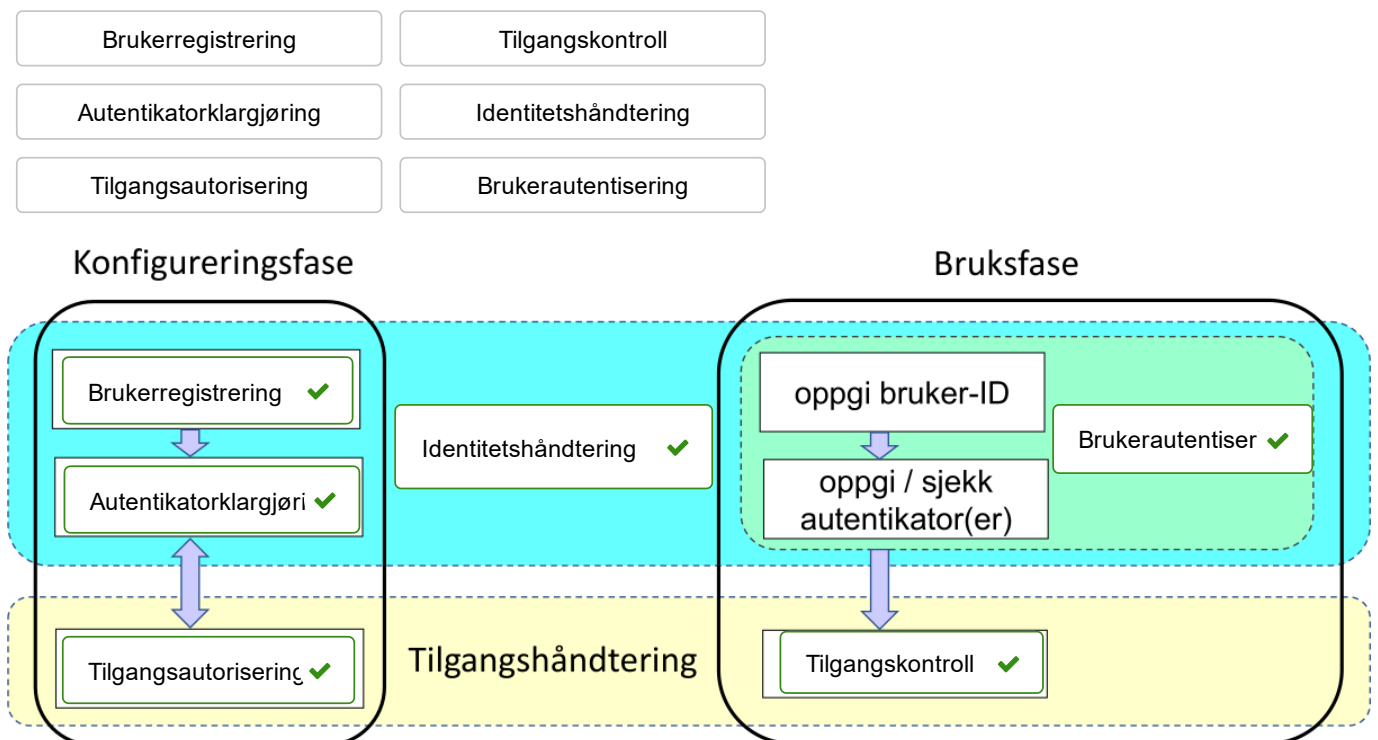 Brukerregistrering
Tilgangskontroll
Autentikatorklargjøring
Identitetshåndtering
Tilgangsautorisering
Brukerautentisering
Konfigureringsfase
Bruksfase
Brukerregistrering
Autentikatorklargjøri
Identitetshåndtering
oppgi bruker-ID
oppgi / sjekk
autentikator(er)
Brukerautentiser
Tilgangsautorisering
Tilgangshåndtering
Tilgangskontroll